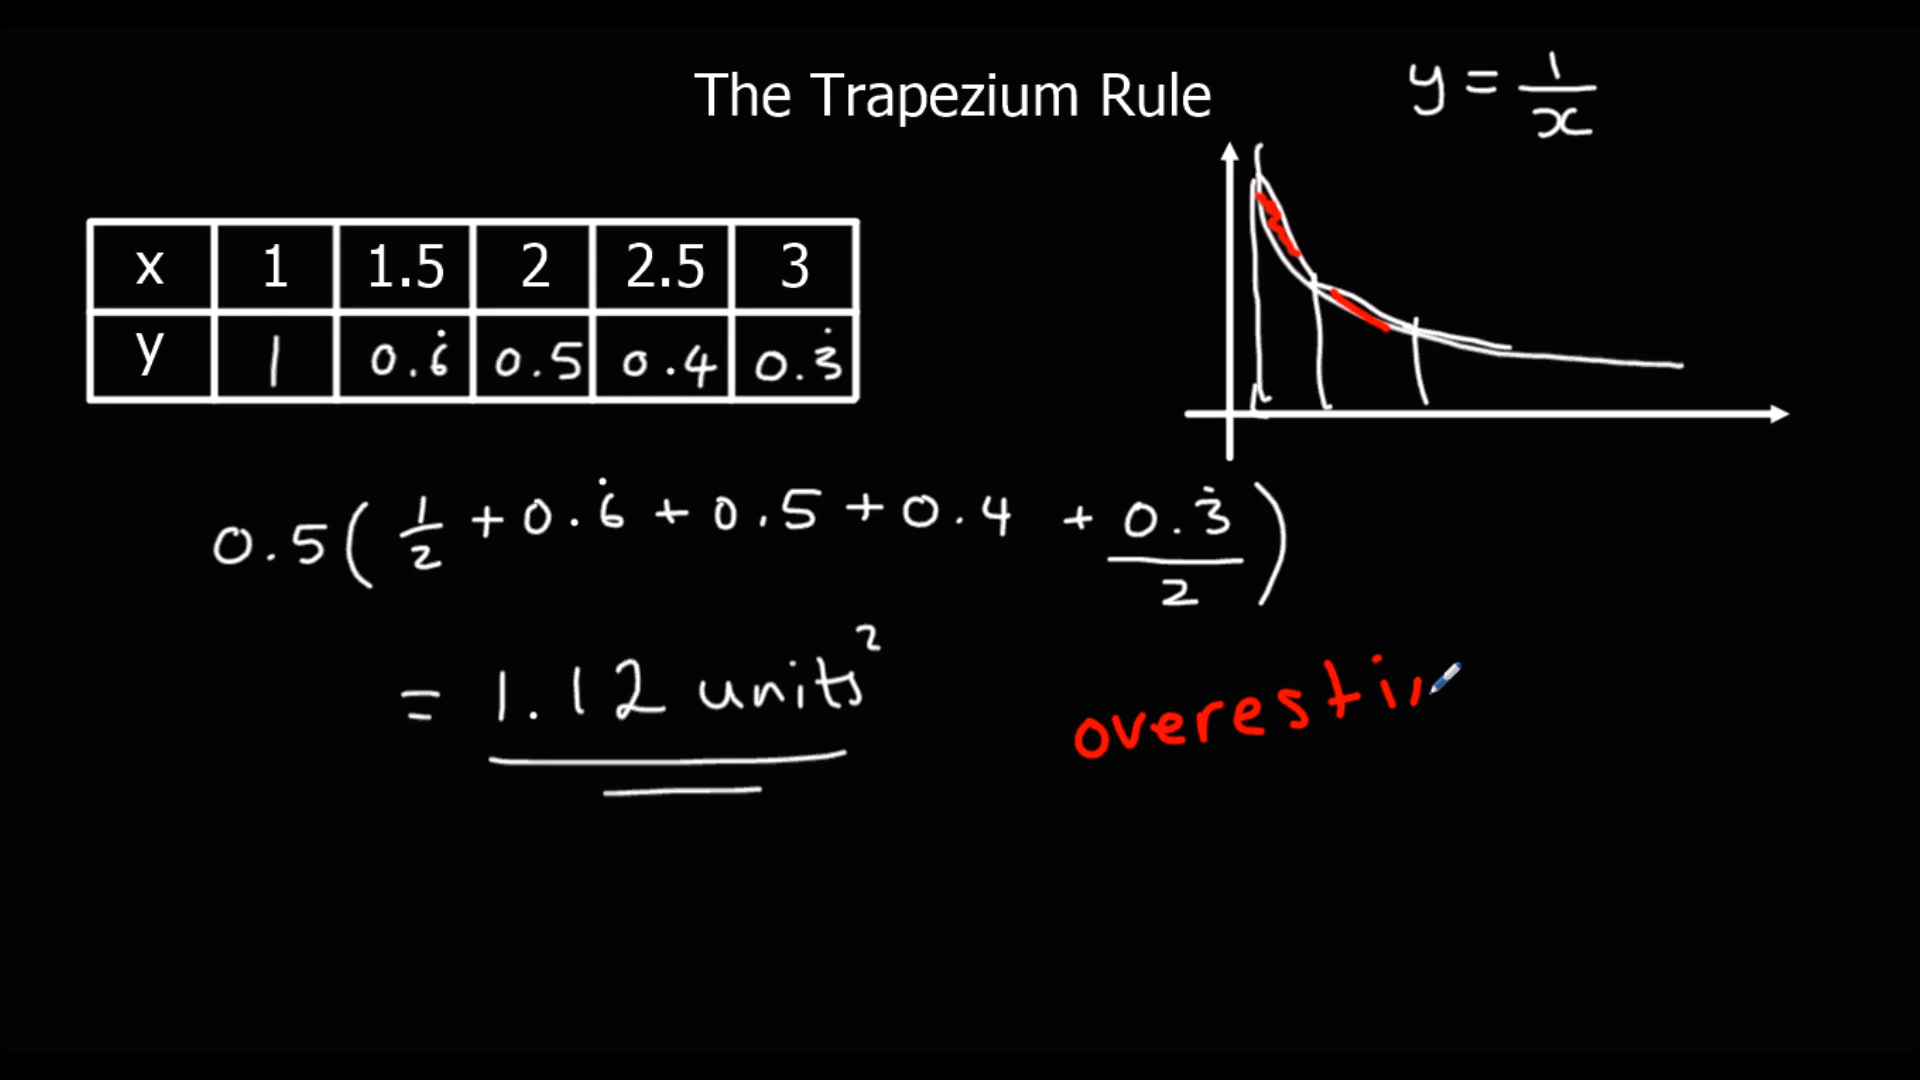 The Trapezium Rule
y = 1/x
x 1 1.5 2 2.5 3
y 1 0.6̇ 0.5 0.4 0.3̇
0.5(1/2 + 0.6̇ + 0.5 + 0.4 + 0.3̇/2)
= 1.12 units²
overesti